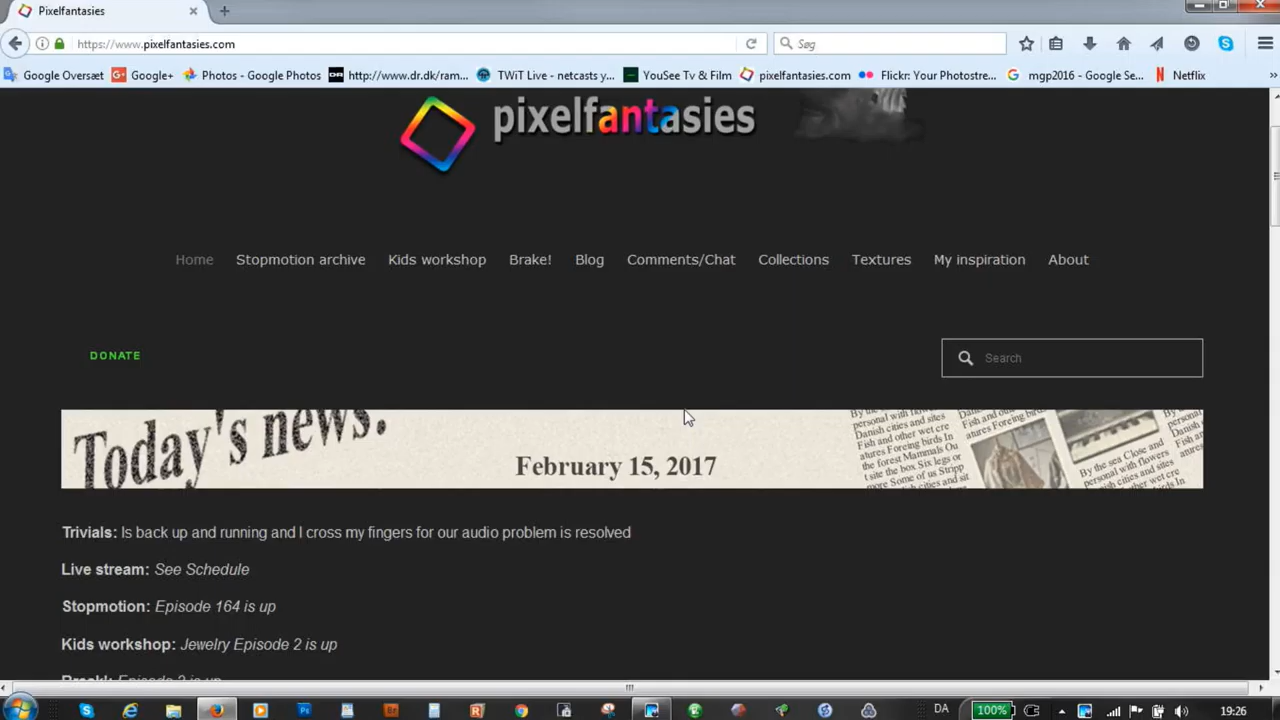 Pixelfantasies
https://www.pixelfantasies.com
Søg
Google Oversæt Google+ Photos - Google Photos http://www.dr.dk/ram... TWiT Live - netcasts y... YouSee Tv & Film pixelfantasies.com Flickr: Your Photostre... mgp2016 - Google Se... Netflix
pixelfantasies
Home Stopmotion archive Kids workshop Brake! Blog Comments/Chat Collections Textures My inspiration About
DONATE
Search
Today's news.
February 15, 2017
Trivials: Is back up and running and I cross my fingers for our audio problem is resolved
Live stream: See Schedule
Stopmotion: Episode 164 is up
Kids workshop: Jewelry Episode 2 is up
DA 100% 19:26